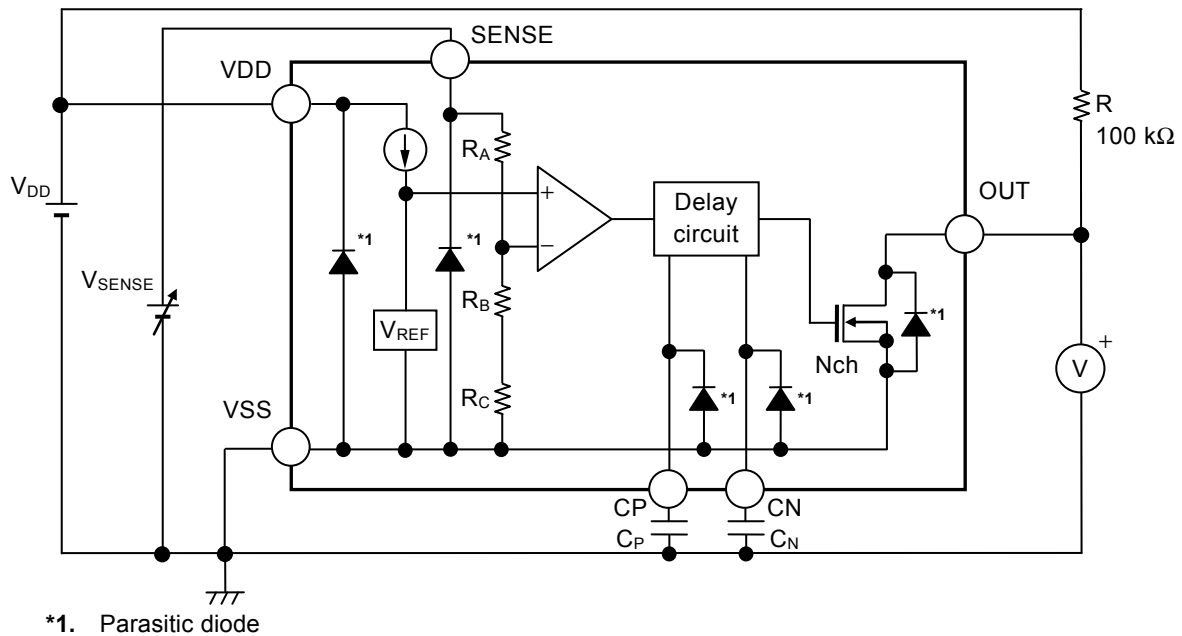 SENSE
VDD
R
100 kΩ
R_A
V_DD
OUT
+
Delay
circuit
*1
*1
−
V_SENSE
R_B
*1
V_REF
+
Nch
V
*1
*1
R_C
VSS
CP
CN
C_P
C_N
*1. Parasitic diode